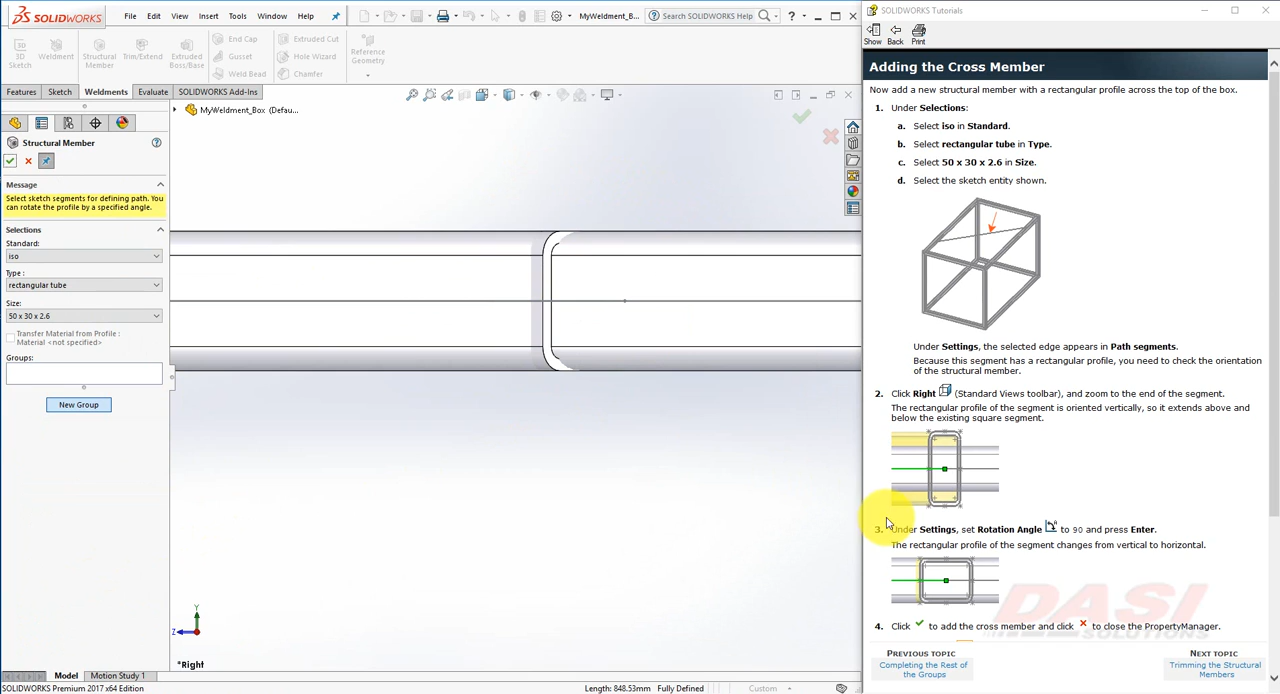 SOLIDWORKS
File
Edit
View
Insert
Tools
Window
Help
MyWeldment_B...
Search SOLIDWORKS Help
3D
Sketch
Weldment
Structural
Member
Trim/Extend
Extruded
Boss/Base
End Cap
Gusset
Weld Bead
Extruded Cut
Hole Wizard
Chamfer
Reference
Geometry
Features
Sketch
Weldments
Evaluate
SOLIDWORKS Add-Ins
MyWeldment_Box (Defau...
Structural Member
Message
Select sketch segments for defining path. You
can rotate the profile by a specified angle.
Selections
Standard:
iso
Type :
rectangular tube
Size:
50 x 30 x 2.6
Transfer Material from Profile :
Material <not specified>
Groups:
New Group
Y
Z
*Right
Model
Motion Study 1
SOLIDWORKS Premium 2017 x64 Edition
Length: 848.53mm
Fully Defined
Custom
SOLIDWORKS Tutorials
Show
Back
Print
Adding the Cross Member
Now add a new structural member with a rectangular profile across the top of the box.
1. Under Selections:
a. Select iso in Standard.
b. Select rectangular tube in Type.
c. Select 50 x 30 x 2.6 in Size.
d. Select the sketch entity shown.
Under Settings, the selected edge appears in Path segments.
Because this segment has a rectangular profile, you need to check the orientation
of the structural member.
2. Click Right (Standard Views toolbar), and zoom to the end of the segment.
The rectangular profile of the segment is oriented vertically, so it extends above and
below the existing square segment.
3. Under Settings, set Rotation Angle to 90 and press Enter.
The rectangular profile of the segment changes from vertical to horizontal.
4. Click to add the cross member and click to close the PropertyManager.
DASI
SOLUTIONS
PREVIOUS TOPIC
Completing the Rest of
the Groups
NEXT TOPIC
Trimming the Structural
Members